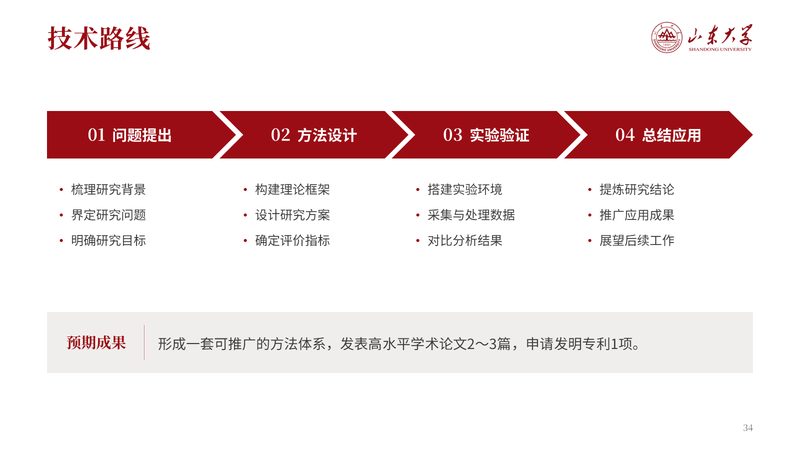 技术路线
山东大学
SHANDONG UNIVERSITY
01 问题提出
02 方法设计
03 实验验证
04 总结应用
• 梳理研究背景
• 界定研究问题
• 明确研究目标
• 构建理论框架
• 设计研究方案
• 确定评价指标
• 搭建实验环境
• 采集与处理数据
• 对比分析结果
• 提炼研究结论
• 推广应用成果
• 展望后续工作
预期成果
形成一套可推广的方法体系，发表高水平学术论文2～3篇，申请发明专利1项。
34